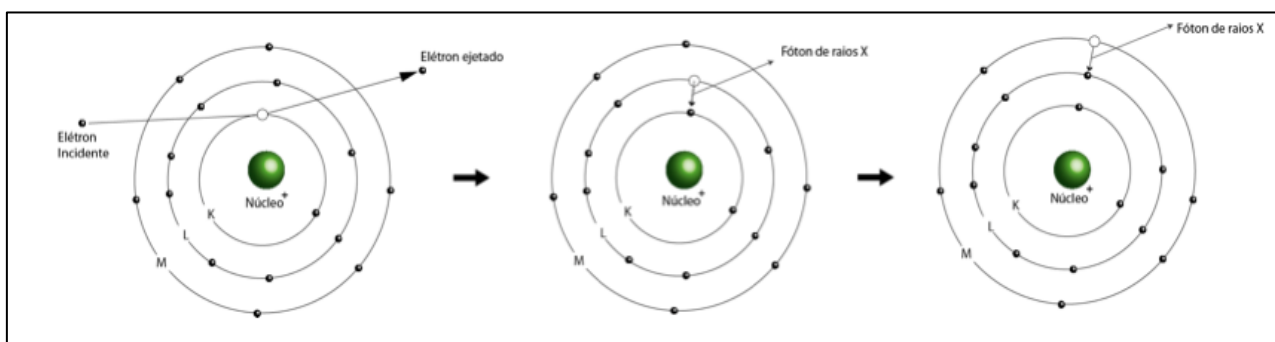 Elétron ejetado
Elétron
Incidente
Núcleo
+
K
L
M
Fóton de raios X
Núcleo
+
K
L
M
Fóton de raios X
Núcleo
+
K
L
M